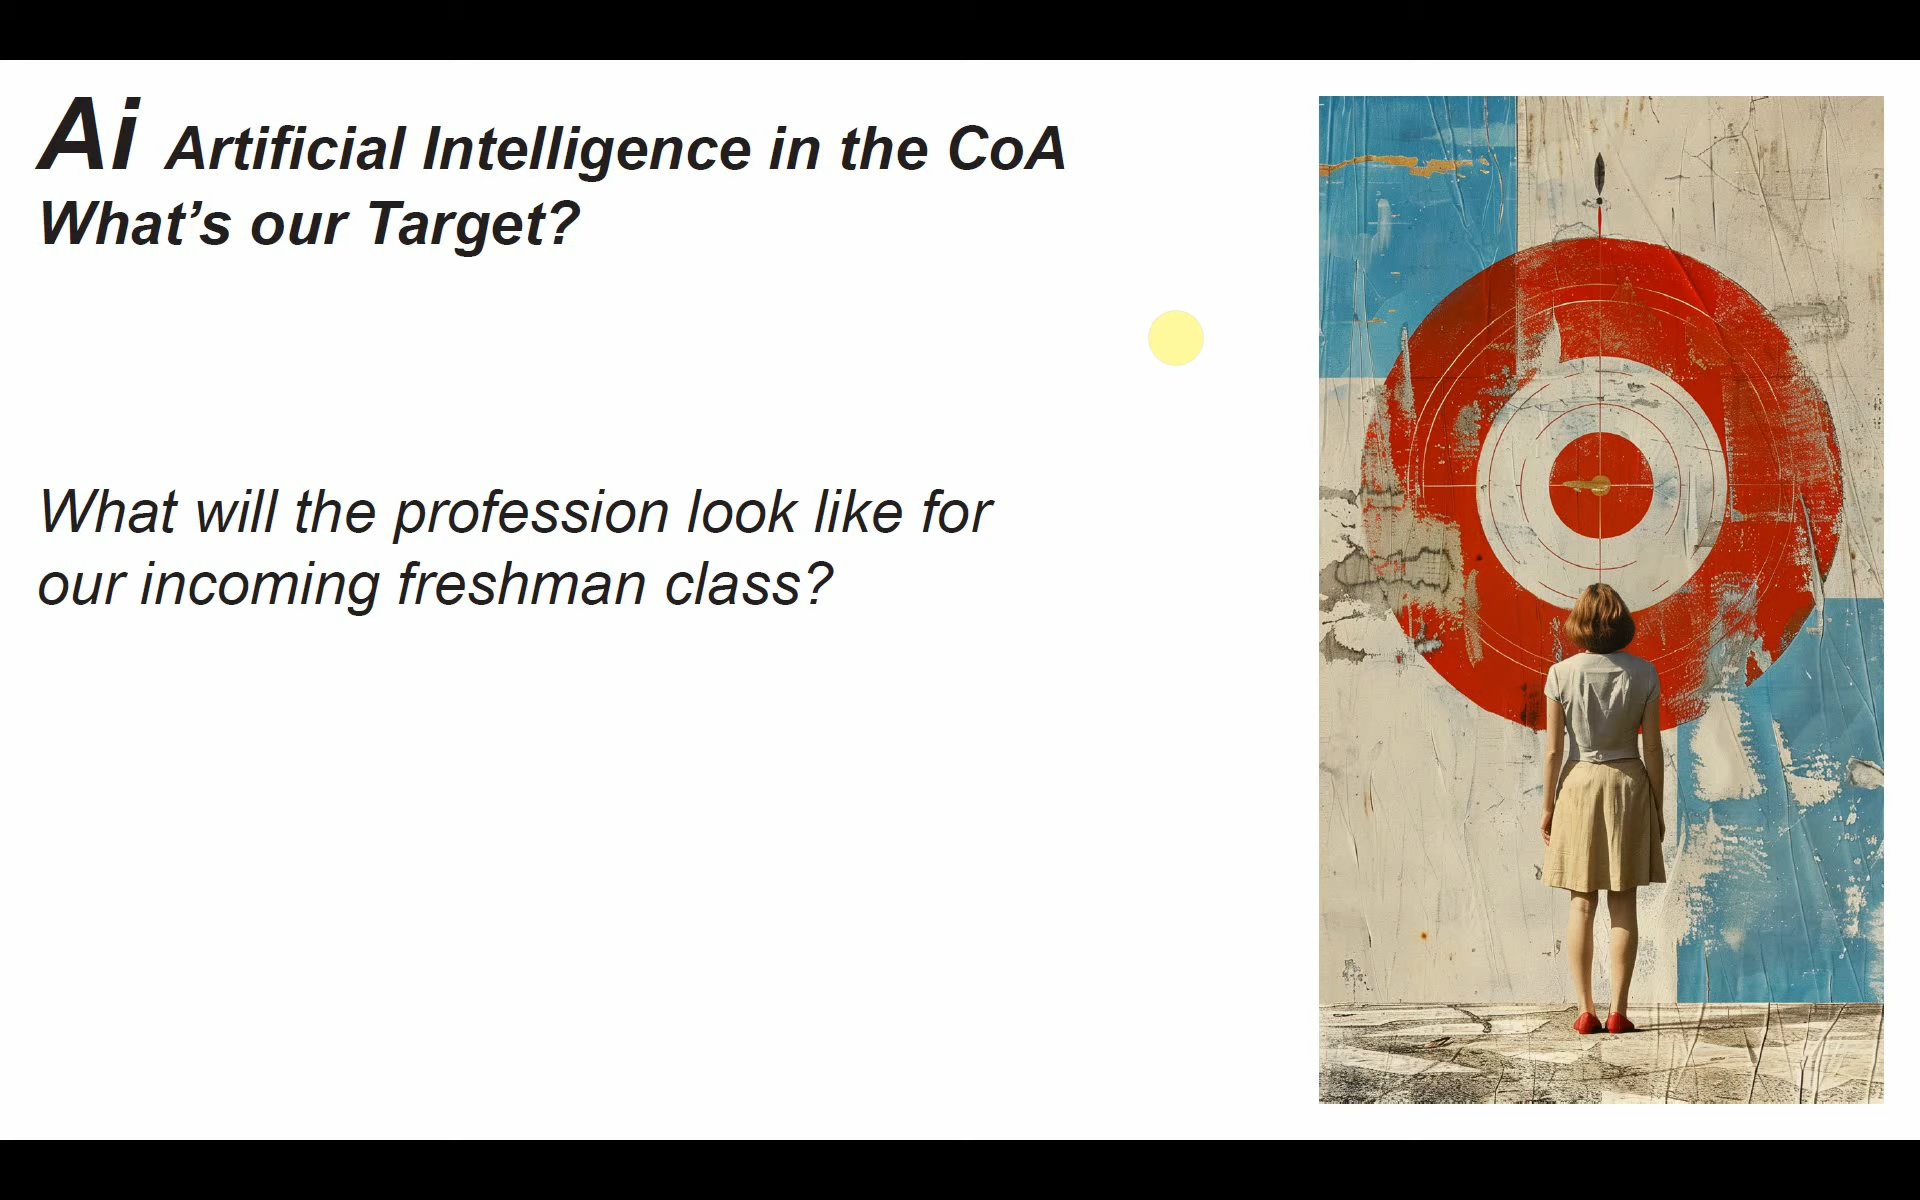 Ai Artificial Intelligence in the CoA
What’s our Target?
What will the profession look like for
our incoming freshman class?